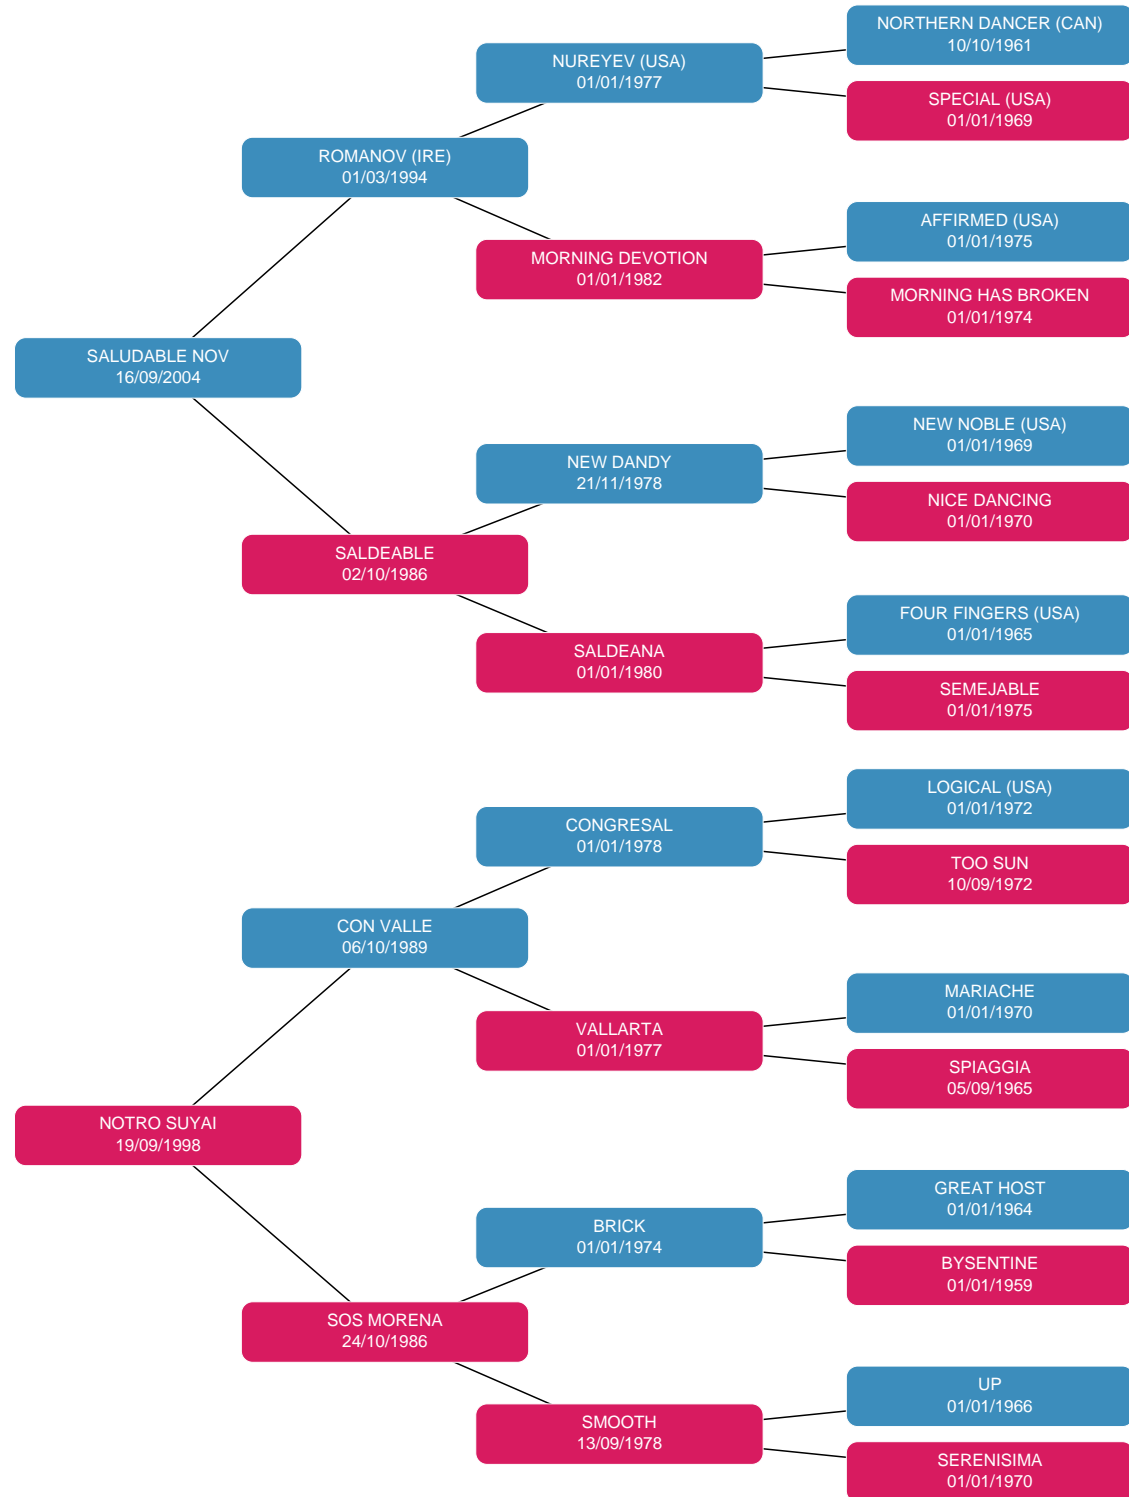 NORTHERN DANCER (CAN)
10/10/1961
NUREYEV (USA)
01/01/1977
SPECIAL (USA)
01/01/1969
ROMANOV (IRE)
01/03/1994
AFFIRMED (USA)
01/01/1975
MORNING DEVOTION
01/01/1982
MORNING HAS BROKEN
01/01/1974
SALUDABLE NOV
16/09/2004
NEW NOBLE (USA)
01/01/1969
NEW DANDY
21/11/1978
NICE DANCING
01/01/1970
SALDEABLE
02/10/1986
FOUR FINGERS (USA)
01/01/1965
SALDEANA
01/01/1980
SEMEJABLE
01/01/1975
LOGICAL (USA)
01/01/1972
CONGRESAL
01/01/1978
TOO SUN
10/09/1972
CON VALLE
06/10/1989
MARIACHE
01/01/1970
VALLARTA
01/01/1977
SPIAGGIA
05/09/1965
NOTRO SUYAI
19/09/1998
GREAT HOST
01/01/1964
BRICK
01/01/1974
BYSENTINE
01/01/1959
SOS MORENA
24/10/1986
UP
01/01/1966
SMOOTH
13/09/1978
SERENISIMA
01/01/1970